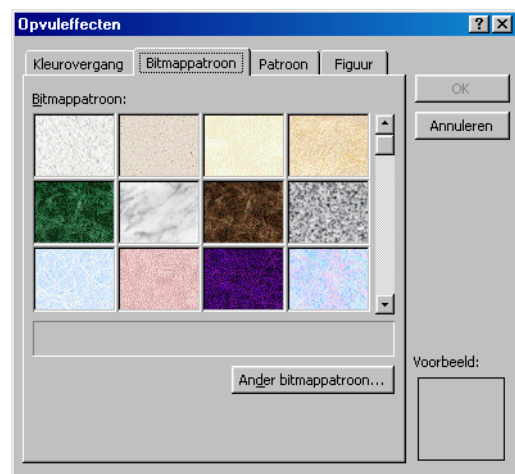 Opvuleffecten
Kleurovergang Bitmappatroon Patroon Figuur
OK
Bitmappatroon:
Annuleren
Voorbeeld:
Ander bitmappatroon...